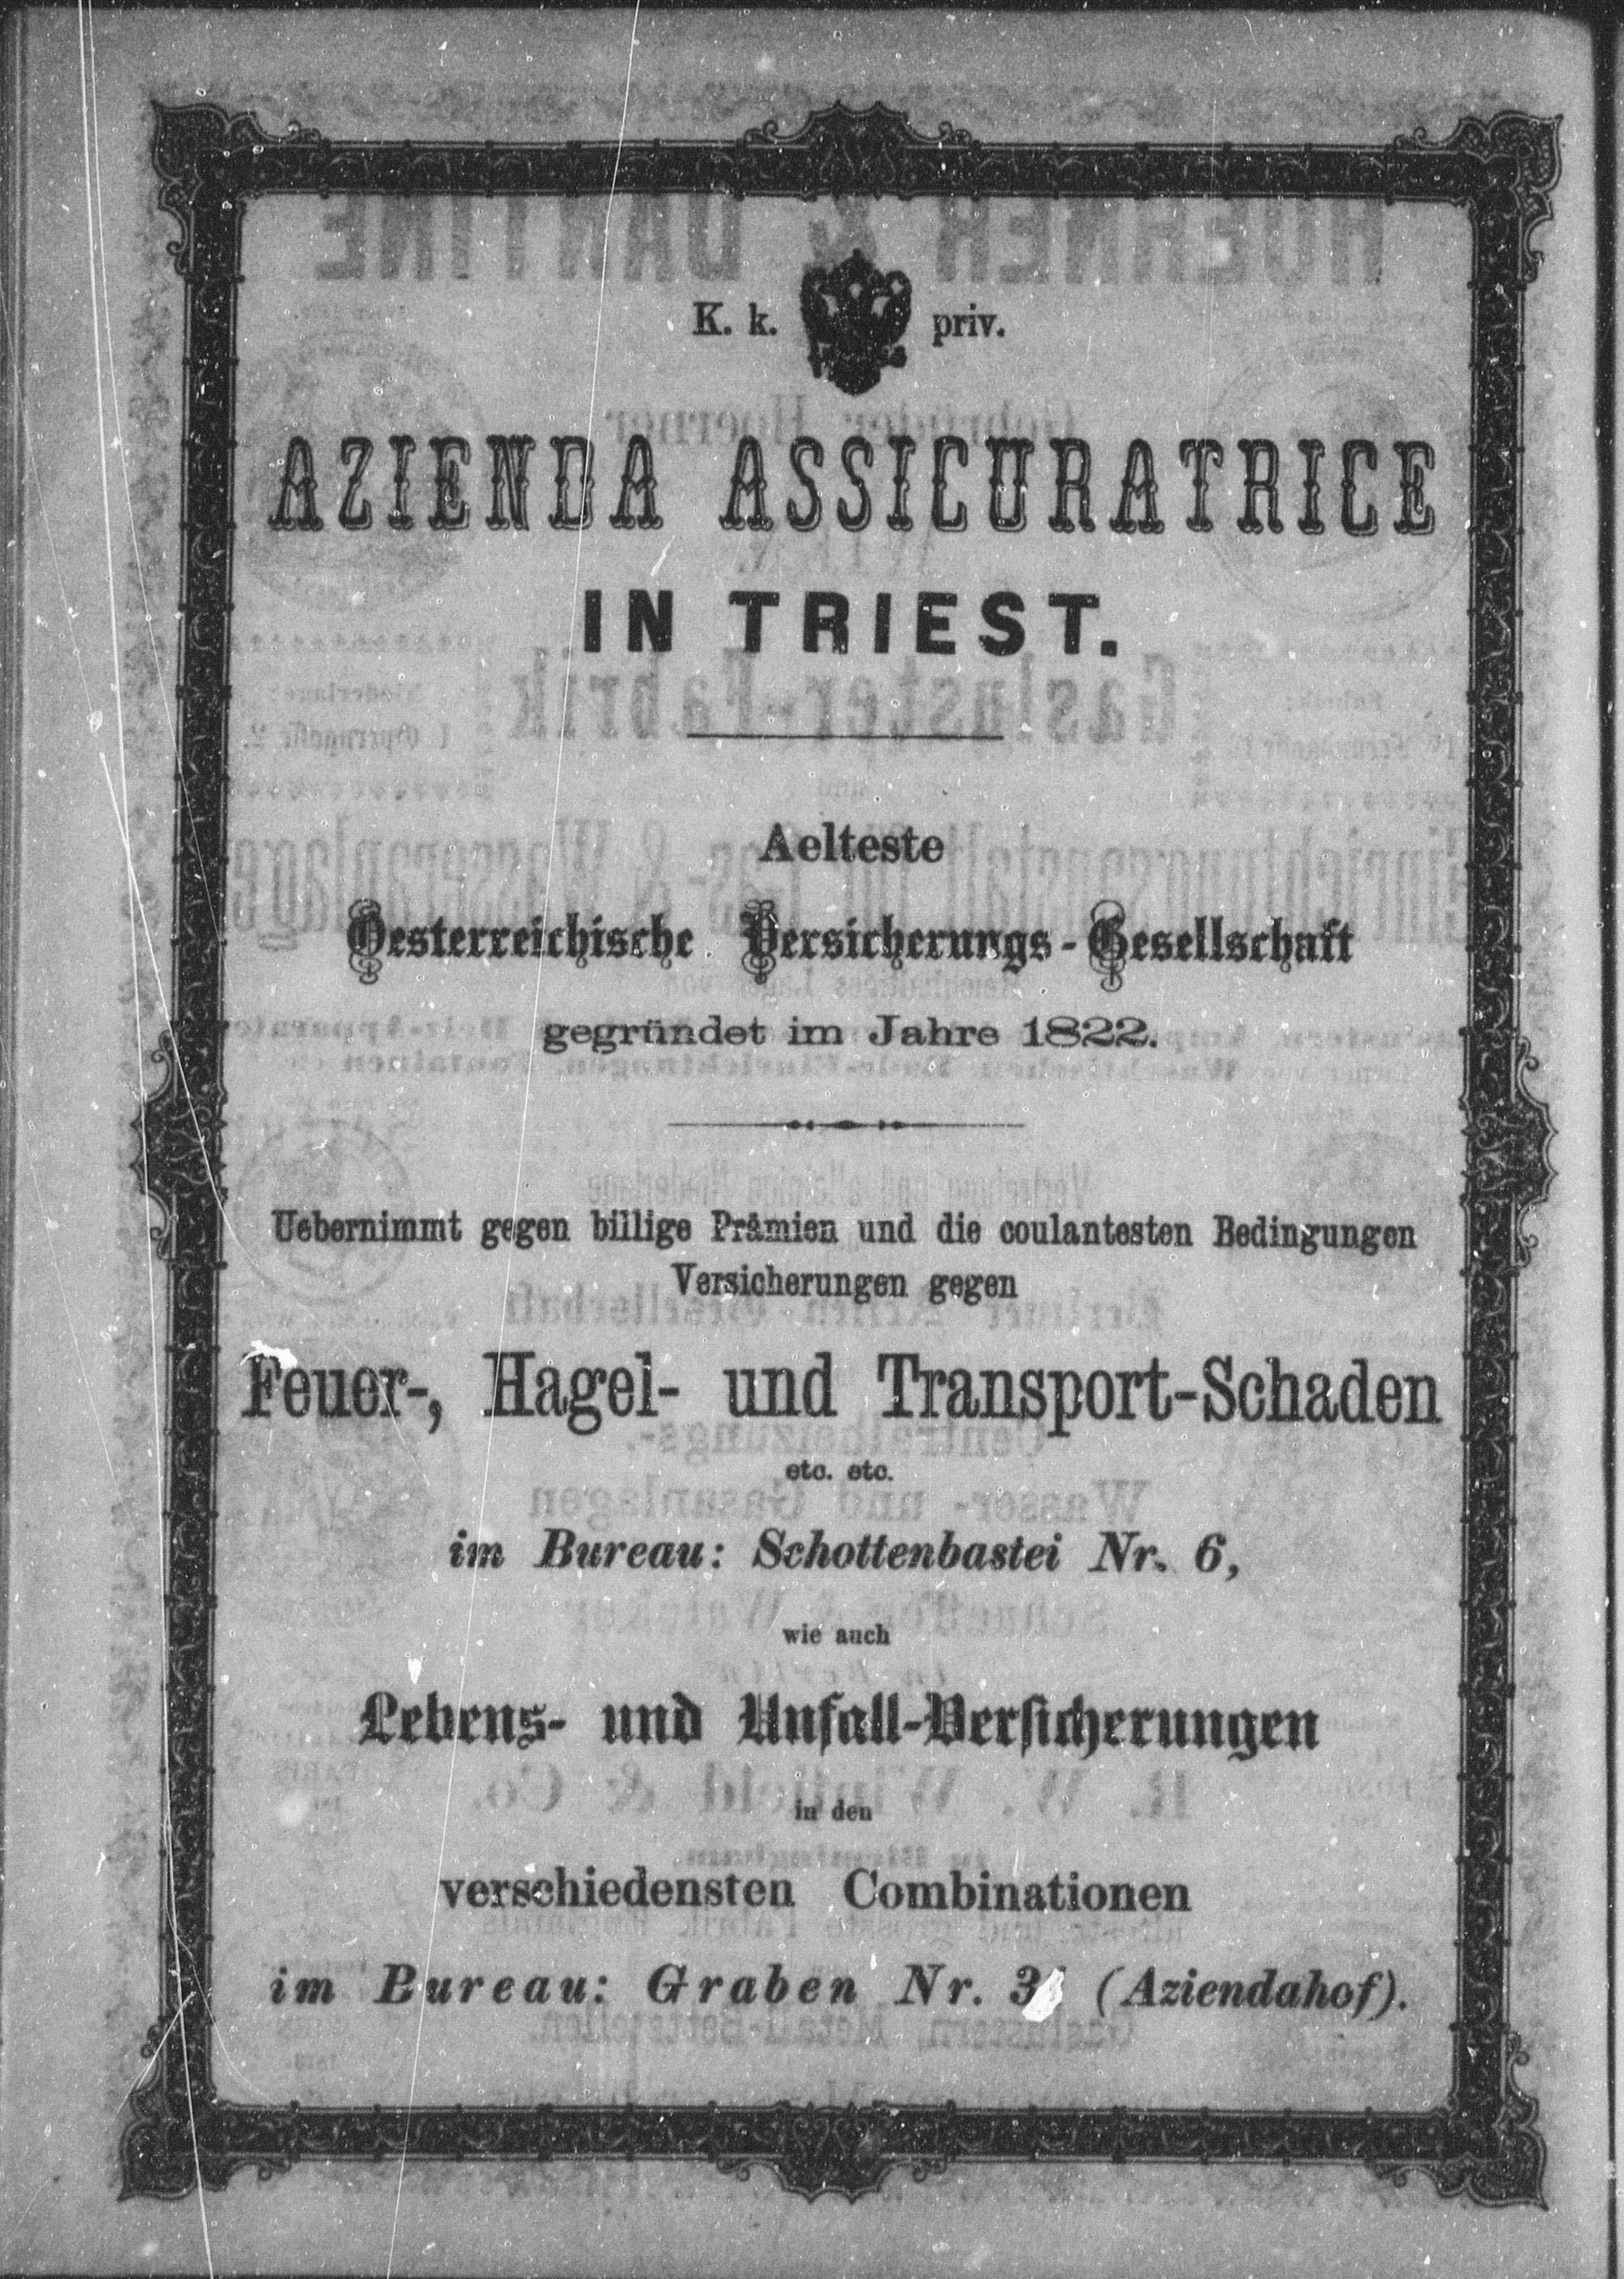 K. k. priv.
AZIENDA ASSICURATRICE
IN TRIEST.
Aelteste
Oesterreichische Versicherungs-Gesellschaft
gegründet im Jahre 1822.
Uebernimmt gegen billige Prämien und die coulantesten Bedingungen
Versicherungen gegen
Feuer-, Hagel- und Transport-Schaden
etc. etc.
im Bureau: Schottenbastei Nr. 6,
wie auch
Lebens- und Unfall-Versicherungen
in den
verschiedensten Combinationen
im Bureau: Graben Nr. (Aziendahof).